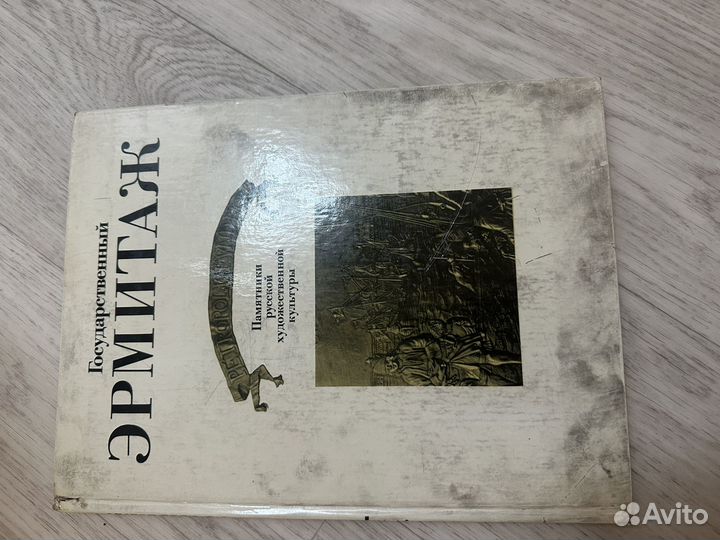 Государственный
ЭРМИТАЖ
Памятники
русской
художественной
культуры
Avito